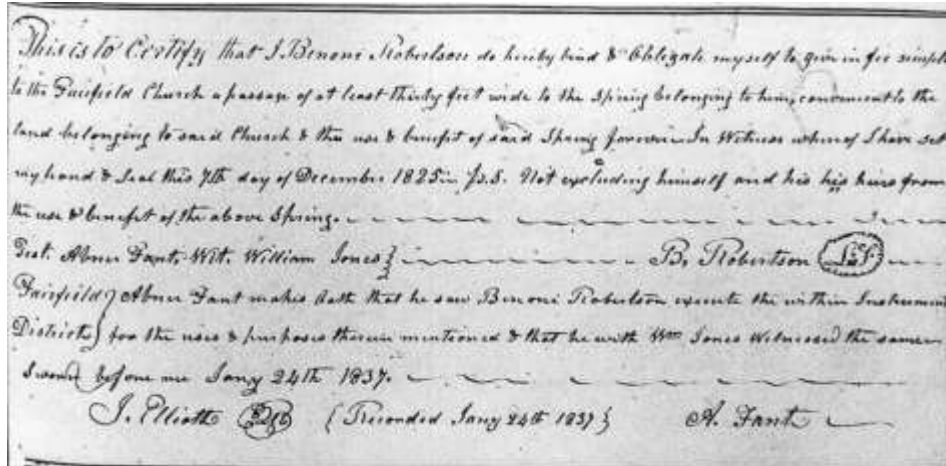 This is to Certify that I. Benoni Robertson do hereby bind & Obligate myself to give in fee simple
to the Fairfield Church a passage of at least thirty feet wide to the Spring belonging to him, convenient to the
land belonging to said Church & the use & benefit of said Spring forever. In Witness whereof I have set
my hand & Seal this 7th day of December 1825. Not excluding himself and his his heirs from
the use & benefit of the above Spring.
Test. Abner Fant, Wit. William Jones } B. Robertson
Fairfield } Abner Fant makes Oath that he saw Benoni Robertson execute the within Instrument
District } for the uses & purposes therein mentioned & that he with Wm Jones Witnessed the same
Sworn before me Jany 24th 1837.
J. Elliott { Recorded Jany 24th 1837 } A. Fant